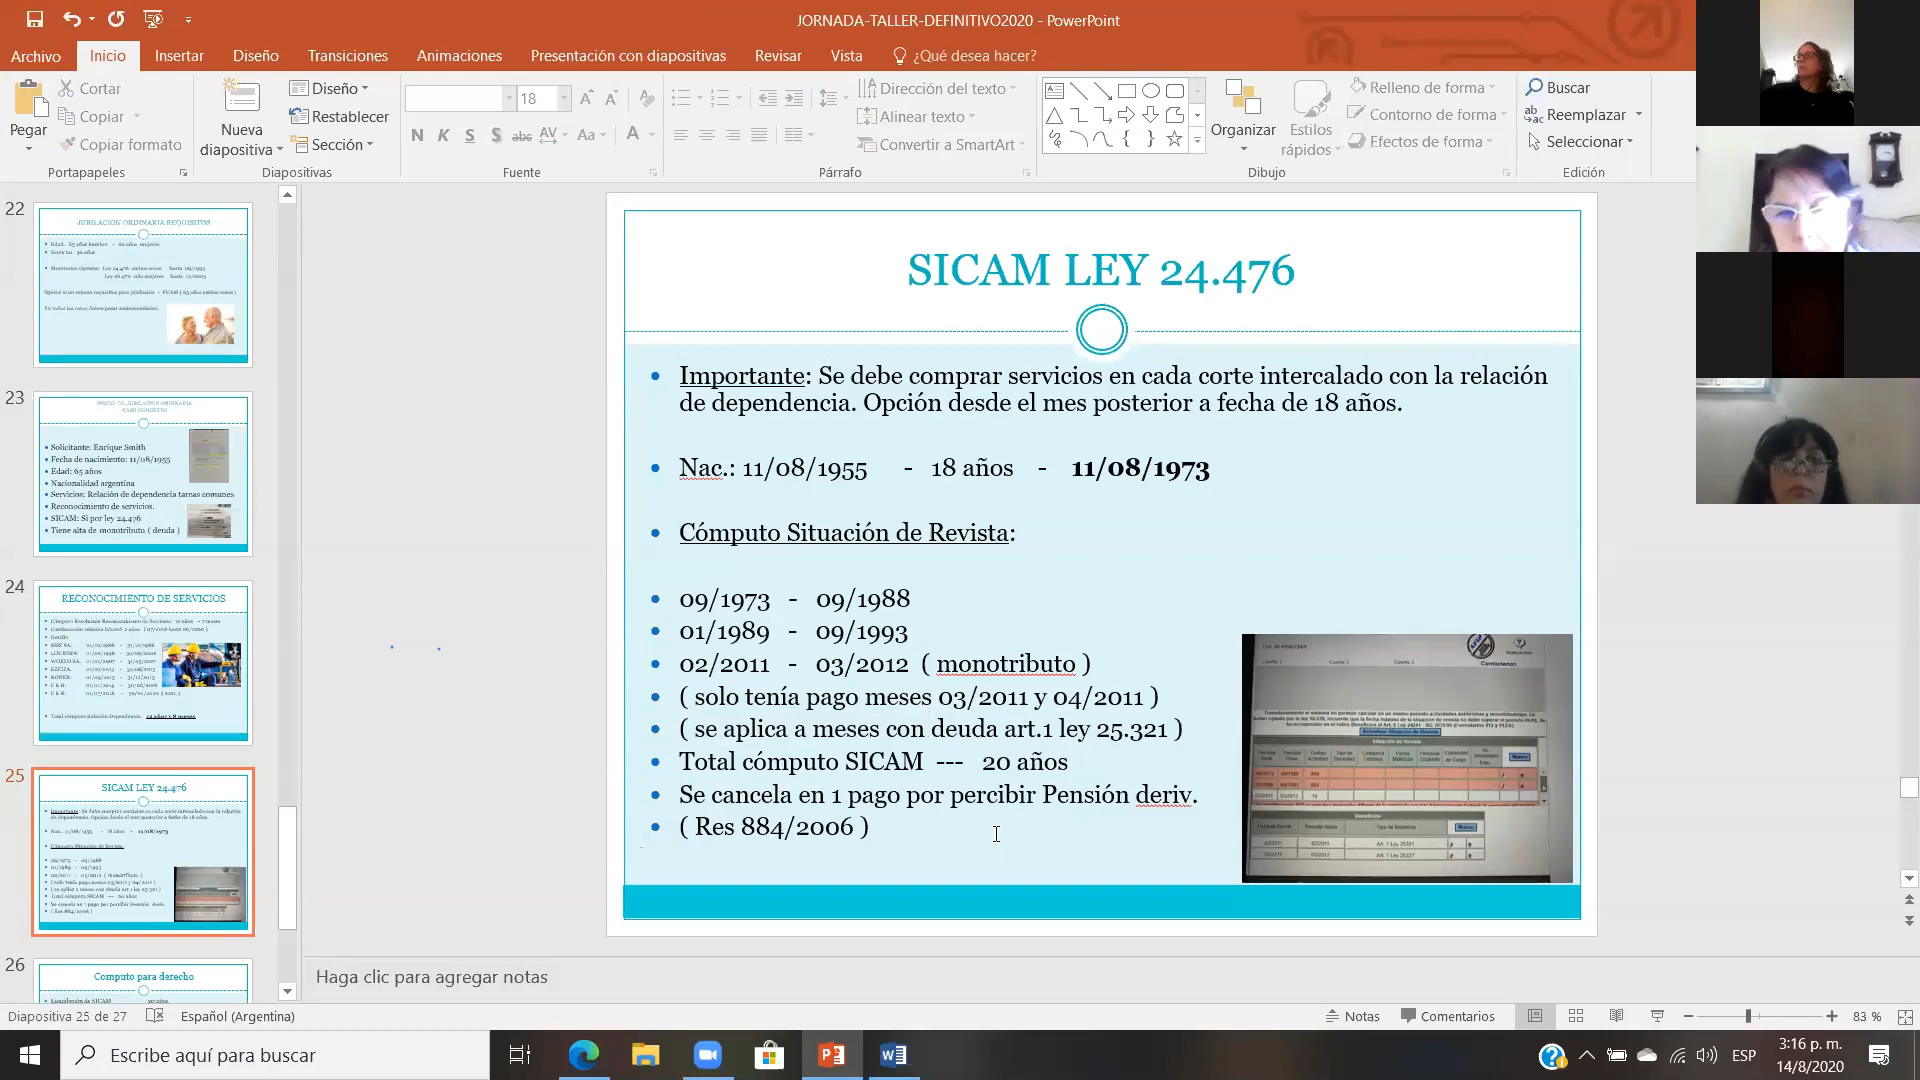 JORNADA-TALLER-DEFINITIVO2020 - PowerPoint
Archivo
Inicio
Insertar
Diseño
Transiciones
Animaciones
Presentación con diapositivas
Revisar
Vista
¿Qué desea hacer?
Pegar
Cortar
Copiar
Copiar formato
Portapapeles
Nueva diapositiva
Diseño
Restablecer
Sección
Diapositivas
18
N K S S abc AV Aa A
Fuente
Dirección del texto
Alinear texto
Convertir a SmartArt
Párrafo
Organizar
Estilos rápidos
Relleno de forma
Contorno de forma
Efectos de forma
Dibujo
Buscar
Reemplazar
Seleccionar
Edición
22
JUBILACION ORDINARIA REQUISITOS
23
Solicitante: Enrique Smith
Fecha de nacimiento: 11/08/1955
Edad: 65 años
Nacionalidad argentina
Servicios: Relación de dependencia tareas comunes
Reconocimiento de servicios.
SICAM: Si por ley 24.476
Tiene alta de monotributo ( deuda )
24
RECONOCIMIENTO DE SERVICIOS
25
SICAM LEY 24.476
26
Computo para derecho
SICAM LEY 24.476
Importante: Se debe comprar servicios en cada corte intercalado con la relación
de dependencia. Opción desde el mes posterior a fecha de 18 años.
Nac.: 11/08/1955 - 18 años - 11/08/1973
Cómputo Situación de Revista:
09/1973 - 09/1988
01/1989 - 09/1993
02/2011 - 03/2012 ( monotributo )
( solo tenía pago meses 03/2011 y 04/2011 )
( se aplica a meses con deuda art.1 ley 25.321 )
Total cómputo SICAM --- 20 años
Se cancela en 1 pago por percibir Pensión deriv.
( Res 884/2006 )
Haga clic para agregar notas
Diapositiva 25 de 27
Español (Argentina)
Notas
Comentarios
83 %
Escribe aquí para buscar
ESP
3:16 p. m.
14/8/2020